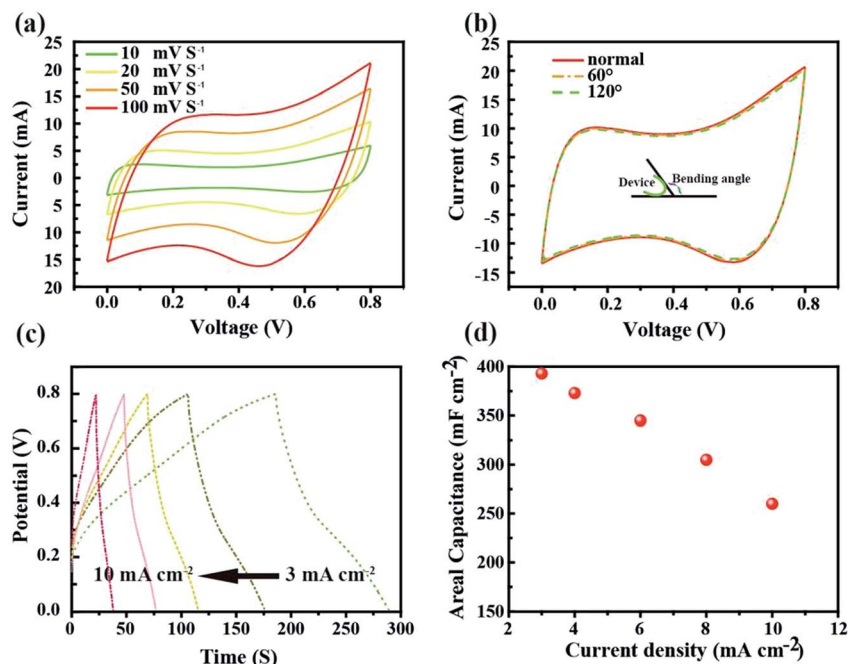 (a)
10 mV S⁻¹
20 mV S⁻¹
50 mV S⁻¹
100 mV S⁻¹
25
20
15
10
5
0
5
10
15
20
0.0 0.2 0.4 0.6 0.8
Current (mA)
Voltage (V)
(b)
normal
60°
120°
Device
Bending angle
25
20
15
10
5
0
-5
-10
-15
0.0 0.2 0.4 0.6 0.8
Current (mA)
Voltage (V)
(c)
0.8
0.6
0.4
0.2
0.0
10 mA cm⁻² 3 mA cm⁻²
0 50 100 150 200 250 300
Potential (V)
Time (S)
(d)
400
350
300
250
200
150
2 4 6 8 10 12
Areal Capacitance (mF cm⁻²)
Current density (mA cm⁻²)